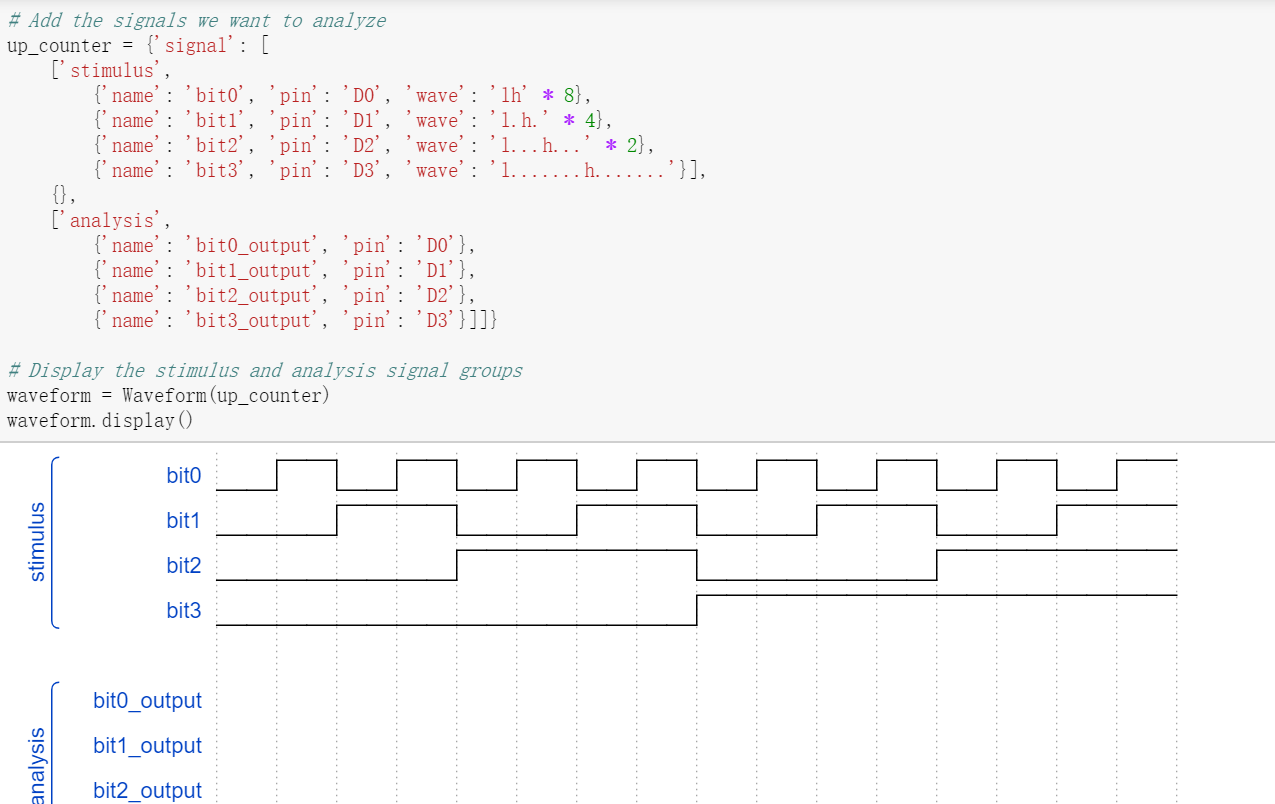 # Add the signals we want to analyze
up_counter = {'signal': [
    ['stimulus',
        {'name': 'bit0', 'pin': 'D0', 'wave': 'lh' * 8},
        {'name': 'bit1', 'pin': 'D1', 'wave': 'l.h.' * 4},
        {'name': 'bit2', 'pin': 'D2', 'wave': 'l...h...' * 2},
        {'name': 'bit3', 'pin': 'D3', 'wave': 'l.......h.......'}],
    {},
    ['analysis',
        {'name': 'bit0_output', 'pin': 'D0'},
        {'name': 'bit1_output', 'pin': 'D1'},
        {'name': 'bit2_output', 'pin': 'D2'},
        {'name': 'bit3_output', 'pin': 'D3'}]]}
# Display the stimulus and analysis signal groups
waveform = Waveform(up_counter)
waveform.display()
stimulus
bit0
bit1
bit2
bit3
analysis
bit0_output
bit1_output
bit2_output